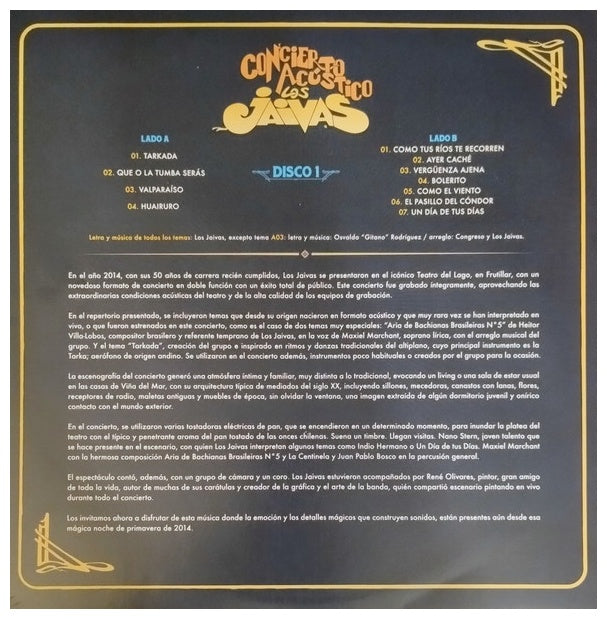 CONCIERTO
ACÚSTICO
LOS
JAIVAS
LADO A
01. TARKADA
02. QUE O LA TUMBA SERÁS
03. VALPARAÍSO
04. HUAIRURO
DISCO 1
LADO B
01. COMO TUS RÍOS TE RECORREN
02. AYER CACHÉ
03. VERGÜENZA AJENA
04. BOLERITO
05. COMO EL VIENTO
06. EL PASILLO DEL CÓNDOR
07. UN DÍA DE TUS DÍAS
Letra y música de todos los temas: Los Jaivas, excepto tema A03: letra y música: Osvaldo "Gitano" Rodríguez / arreglo: Congreso y Los Jaivas.
En el año 2014, con sus 50 años de carrera recién cumplidos, Los Jaivas se presentaron en el icónico Teatro del Lago, en Frutillar, con un
novedoso formato de concierto en doble función con un éxito total de público. Este concierto fue grabado íntegramente, aprovechando las
extraordinarias condiciones acústicas del teatro y de la alta calidad de los equipos de grabación.
En el repertorio presentado, se incluyeron temas que desde su origen nacieron en formato acústico y que muy rara vez se han interpretado en
vivo, o que fueron estrenados en este concierto, como es el caso de dos temas muy especiales: "Aria de Bachianas Brasileiras N°5" de Heitor
Villa-Lobos, compositor brasilero y referente temprano de Los Jaivas, en la voz de Maxiel Marchant, soprano lírica, con el arreglo musical del
grupo. Y el tema "Tarkada", creación del grupo e inspirado en ritmos y danzas tradicionales del altiplano, cuyo principal instrumento es la
Tarka; aerófono de origen andino. Se utilizaron en el concierto además, instrumentos poco habituales o creados por el grupo para la ocasión.
La escenografía del concierto generó una atmósfera íntima y familiar, muy distinta a lo tradicional, evocando un living o una sala de estar usual
en las casas de Viña del Mar, con su arquitectura típica de mediados del siglo XX, incluyendo sillones, mecedoras, canastos con lanas, flores,
receptores de radio, maletas antiguas y muebles de época, sin olvidar la ventana, una imagen extraída de algún dormitorio juvenil y onírico
contacto con el mundo exterior.
En el concierto, se utilizaron varias tostadoras eléctricas de pan, que se encendieron en un determinado momento, para inundar la platea del
teatro con el típico y penetrante aroma del pan tostado de las onces chilenas. Suena un timbre. Llegan visitas. Nano Stern, joven talento que
se hace presente en el escenario, con quien Los Jaivas interpretan algunos temas como Indio Hermano o Un Día de tus Días. Maxiel Marchant
con la hermosa composición Aria de Bachianas Brasileiras N°5 y La Centinela y Juan Pablo Bosco en la percusión general.
El espectáculo contó, además, con un grupo de cámara y un coro. Los Jaivas estuvieron acompañados por René Olivares, pintor, gran amigo
de toda la vida, autor de muchas de sus carátulas y creador de la gráfica y el arte de la banda, quién compartió escenario pintando en vivo
durante todo el concierto.
Los invitamos ahora a disfrutar de esta música donde la emoción y los detalles mágicos que construyen sonidos, están presentes aún desde esa
mágica noche de primavera de 2014.